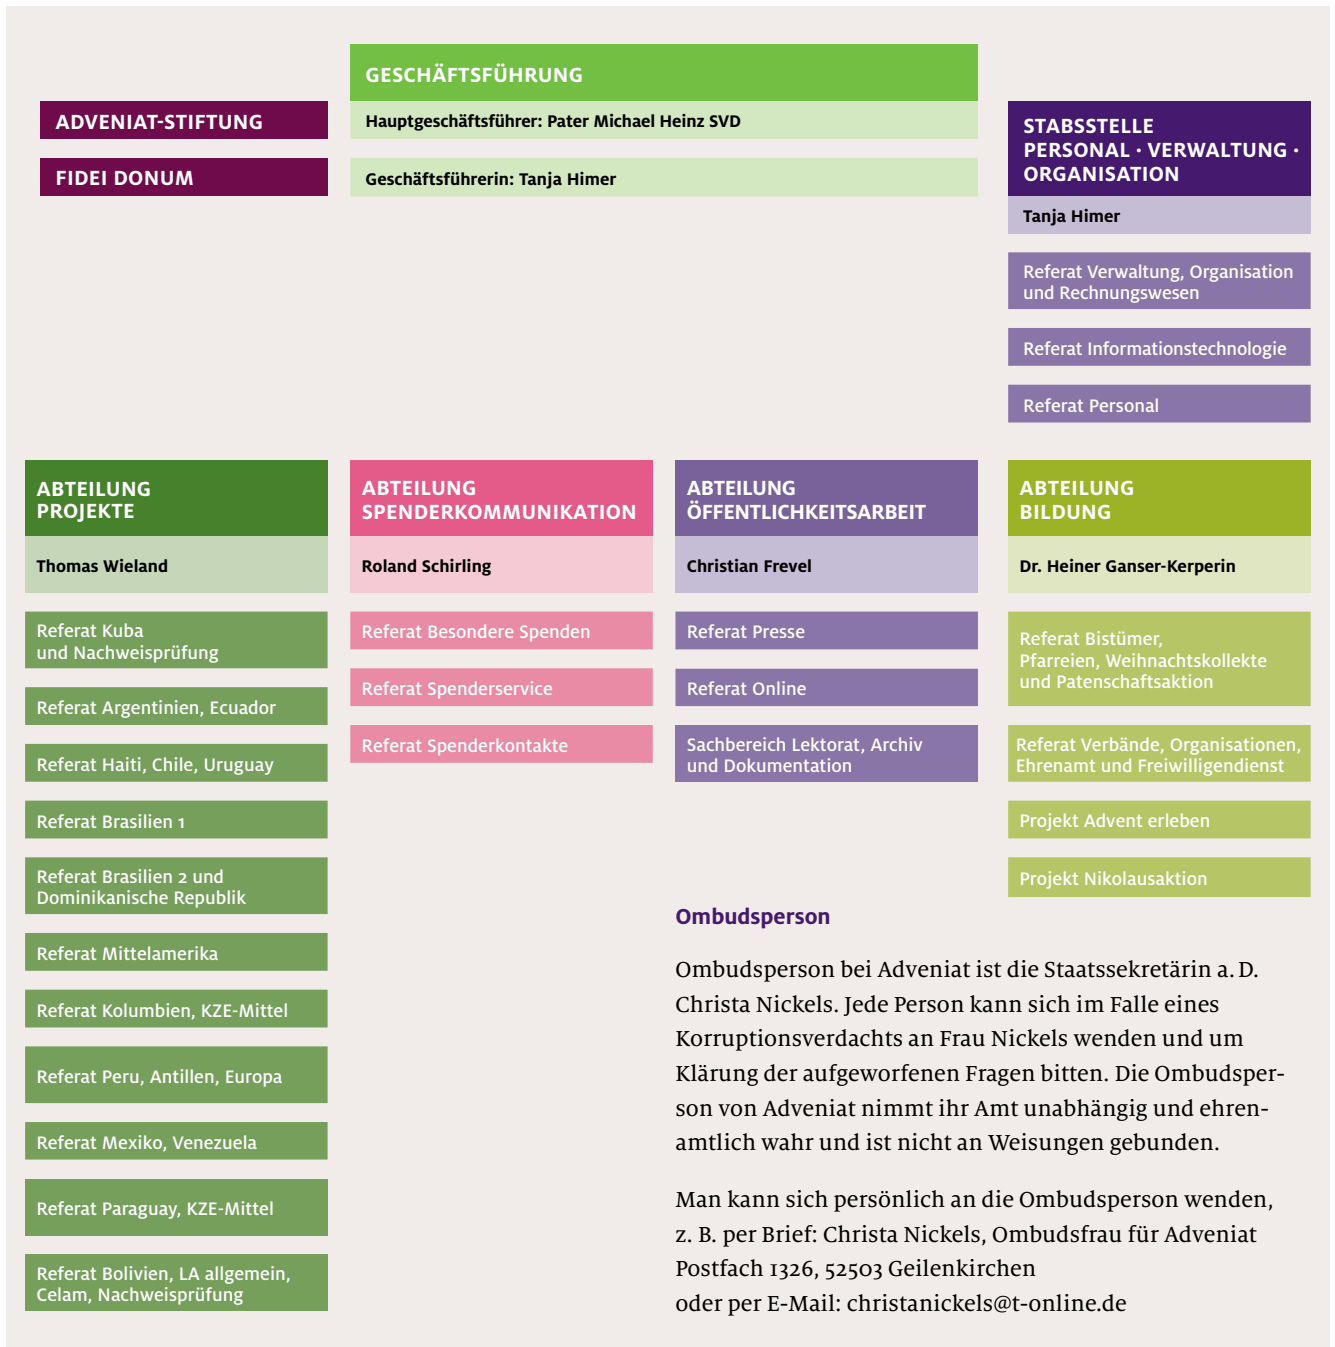 GESCHÄFTSFÜHRUNG
Hauptgeschäftsführer: Pater Michael Heinz SVD
Geschäftsführerin: Tanja Himer
ADVENIAT-STIFTUNG
FIDEI DONUM
STABSSTELLE
PERSONAL · VERWALTUNG ·
ORGANISATION
Tanja Himer
Referat Verwaltung, Organisation
und Rechnungswesen
Referat Informationstechnologie
Referat Personal
ABTEILUNG
PROJEKTE
Thomas Wieland
Referat Kuba
und Nachweisprüfung
Referat Argentinien, Ecuador
Referat Haiti, Chile, Uruguay
Referat Brasilien 1
Referat Brasilien 2 und
Dominikanische Republik
Referat Mittelamerika
Referat Kolumbien, KZE-Mittel
Referat Peru, Antillen, Europa
Referat Mexiko, Venezuela
Referat Paraguay, KZE-Mittel
Referat Bolivien, LA allgemein,
Celam, Nachweisprüfung
ABTEILUNG
SPENDERKOMMUNIKATION
Roland Schirling
Referat Besondere Spenden
Referat Spenderservice
Referat Spenderkontakte
ABTEILUNG
ÖFFENTLICHKEITSARBEIT
Christian Frevel
Referat Presse
Referat Online
Sachbereich Lektorat, Archiv
und Dokumentation
ABTEILUNG
BILDUNG
Dr. Heiner Ganser-Kerperin
Referat Bistümer,
Pfarreien, Weihnachtskollekte
und Patenschaftsaktion
Referat Verbände, Organisationen,
Ehrenamt und Freiwilligendienst
Projekt Advent erleben
Projekt Nikolausaktion
Ombudsperson
Ombudsperson bei Adveniat ist die Staatssekretärin a. D.
Christa Nickels. Jede Person kann sich im Falle eines
Korruptionsverdachts an Frau Nickels wenden und um
Klärung der aufgeworfenen Fragen bitten. Die Ombudsper-
son von Adveniat nimmt ihr Amt unabhängig und ehren-
amtlich wahr und ist nicht an Weisungen gebunden.
Man kann sich persönlich an die Ombudsperson wenden,
z. B. per Brief: Christa Nickels, Ombudsfrau für Adveniat
Postfach 1326, 52503 Geilenkirchen
oder per E-Mail: christanickels@t-online.de